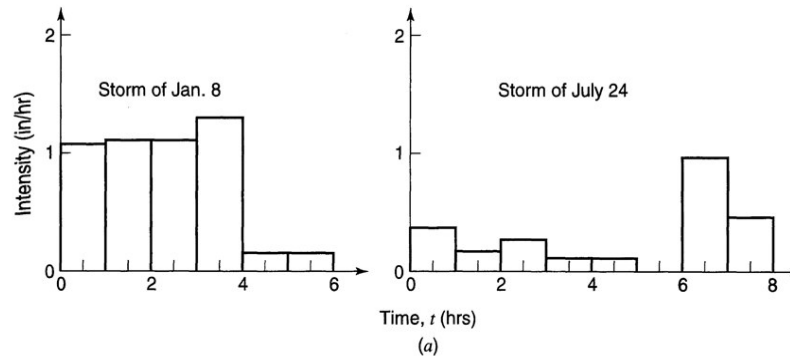 2
2
Storm of Jan. 8
Storm of July 24
Intensity (in/hr)
1
1
0
0
0 2 4 6
0 2 4 6 8
Time, t (hrs)
(a)